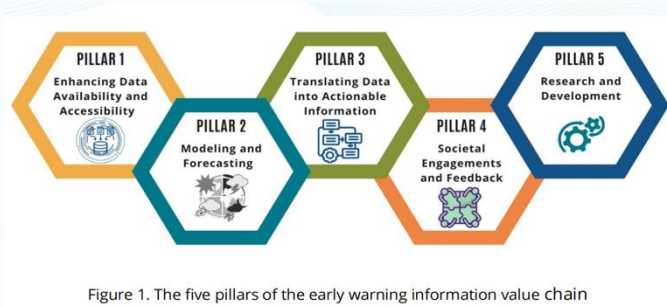 PILLAR 1
Enhancing Data
Availability and
Accessibility
PILLAR 2
Modeling and
Forecasting
PILLAR 3
Translating Data
into Actionable
Information
PILLAR 4
Societal
Engagements
and Feedback
PILLAR 5
Research and
Development
Figure 1. The five pillars of the early warning information value chain